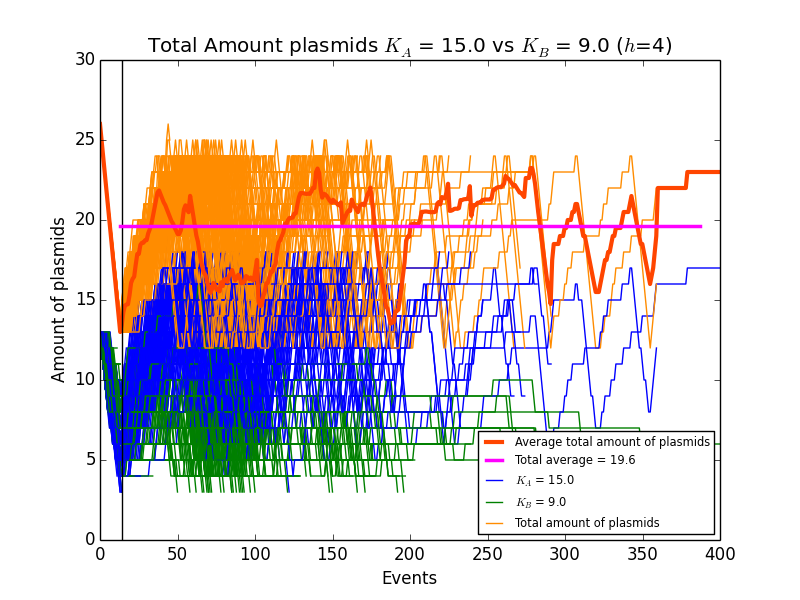 Total Amount plasmids K_A = 15.0 vs K_B = 9.0 (h=4)
30
25
20
15
10
5
0
Amount of plasmids
0 50 100 150 200 250 300 350 400
Events
Average total amount of plasmids
Total average = 19.6
K_A = 15.0
K_B = 9.0
Total amount of plasmids